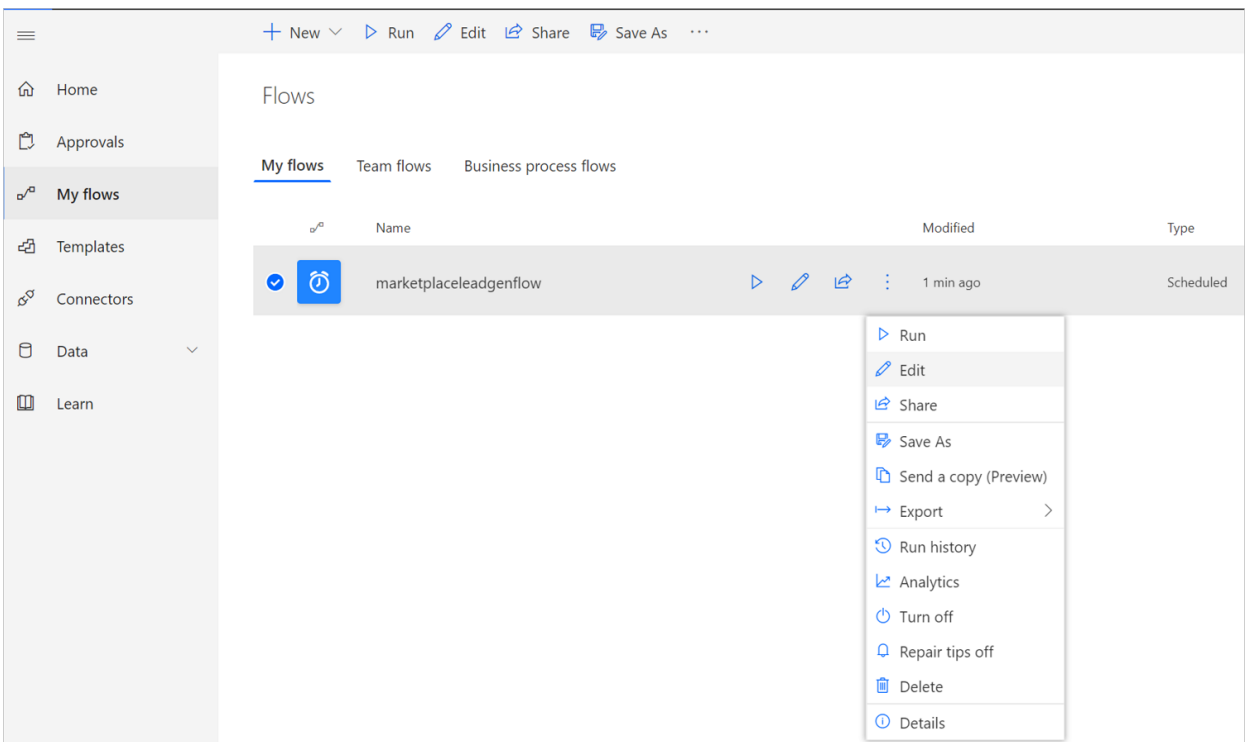 New Run Edit Share Save As ...
Home
Approvals
My flows
Templates
Connectors
Data
Learn
Flows
My flows Team flows Business process flows
Name Modified Type
marketplaceleadgenflow 1 min ago Scheduled
Run
Edit
Share
Save As
Send a copy (Preview)
Export
Run history
Analytics
Turn off
Repair tips off
Delete
Details